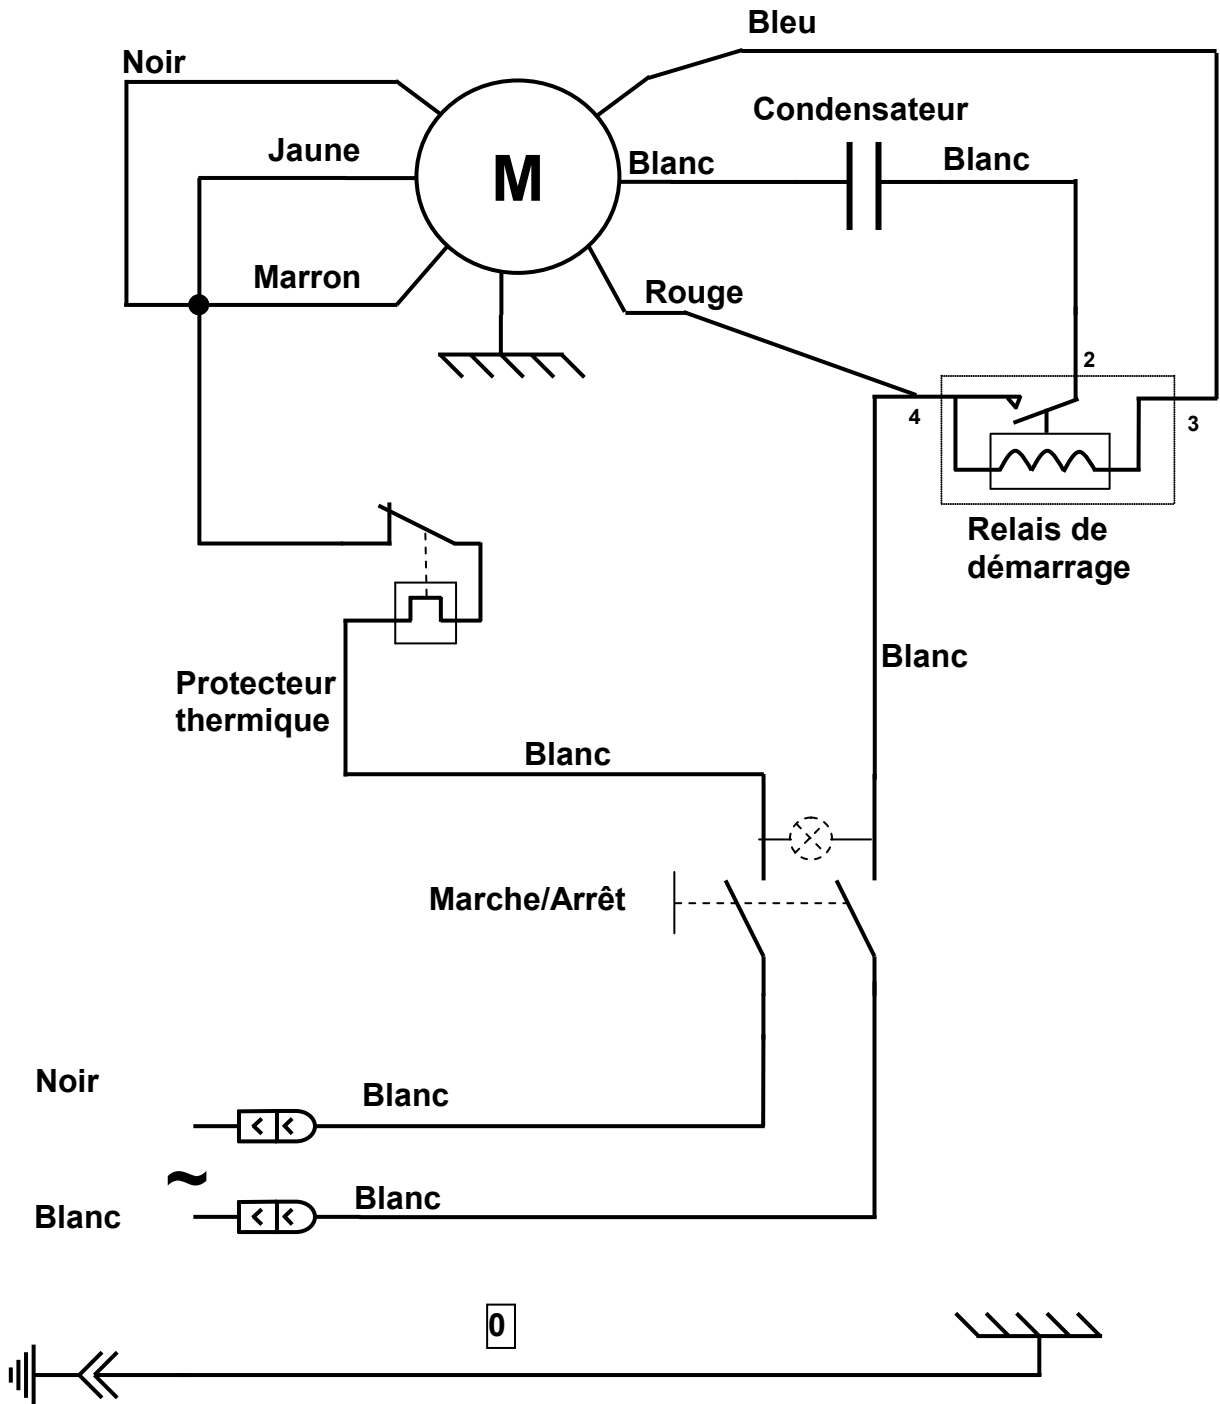 Bleu
Noir
Condensateur
Jaune
M
Blanc
Blanc
Marron
Rouge
2
4
3
Relais de
démarrage
Blanc
Protecteur
thermique
Blanc
Marche/Arrêt
Noir
Blanc
~
Blanc
Blanc
0